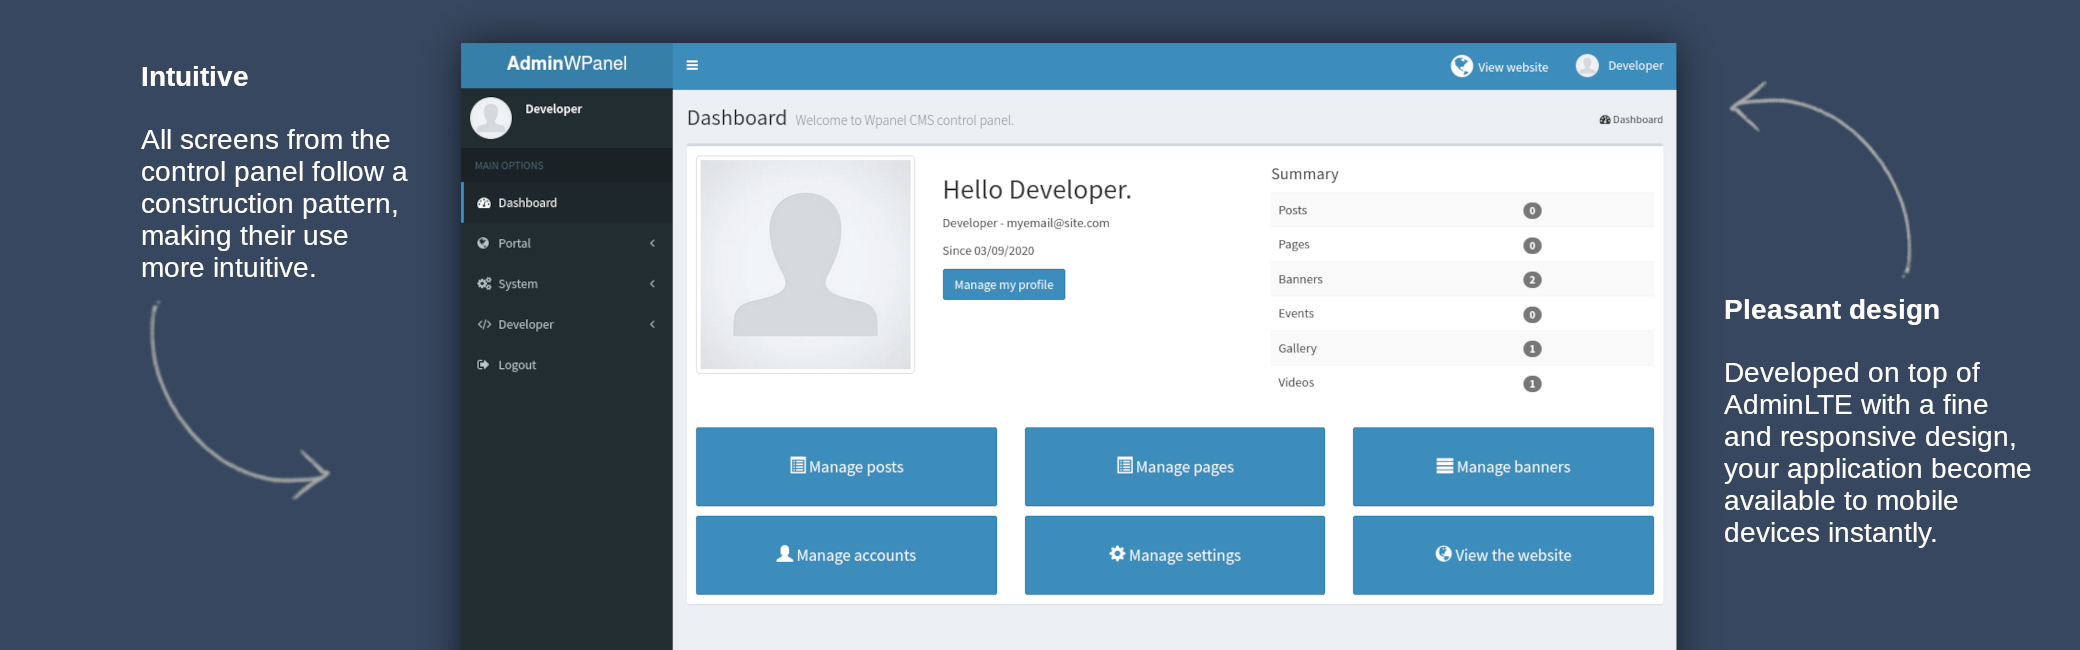 Intuitive
All screens from the
control panel follow a
construction pattern,
making their use
more intuitive.
AdminWPanel
View website
Developer
Developer
MAIN OPTIONS
Dashboard
Portal
System
Developer
Logout
Dashboard Welcome to Wpanel CMS control panel.
Dashboard
Hello Developer.
Developer - myemail@site.com
Since 03/09/2020
Manage my profile
Summary
Posts 0
Pages 0
Banners 2
Events 0
Gallery 1
Videos 1
Manage posts
Manage pages
Manage banners
Manage accounts
Manage settings
View the website
Pleasant design
Developed on top of
AdminLTE with a fine
and responsive design,
your application become
available to mobile
devices instantly.